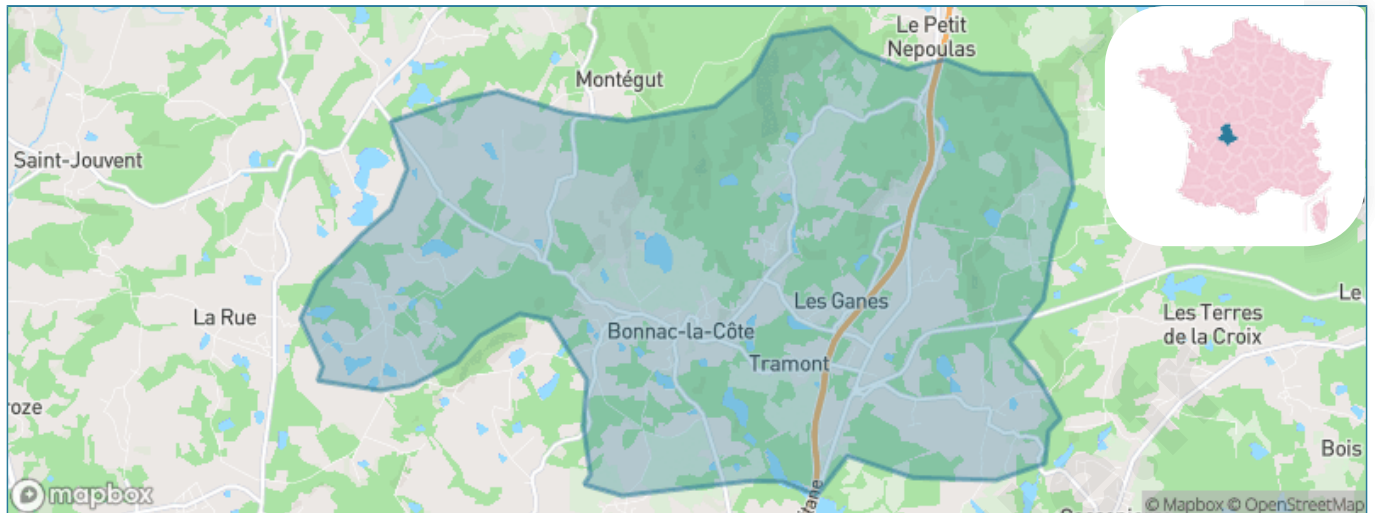 Le Petit
Nepoulas
Montégut
Saint-Jouvent
Les Ganes
La Rue
Bonnac-la-Côte
Tramont
Le
Les Terres
de la Croix
roze
Bois
mapbox
© Mapbox © OpenStreetMap